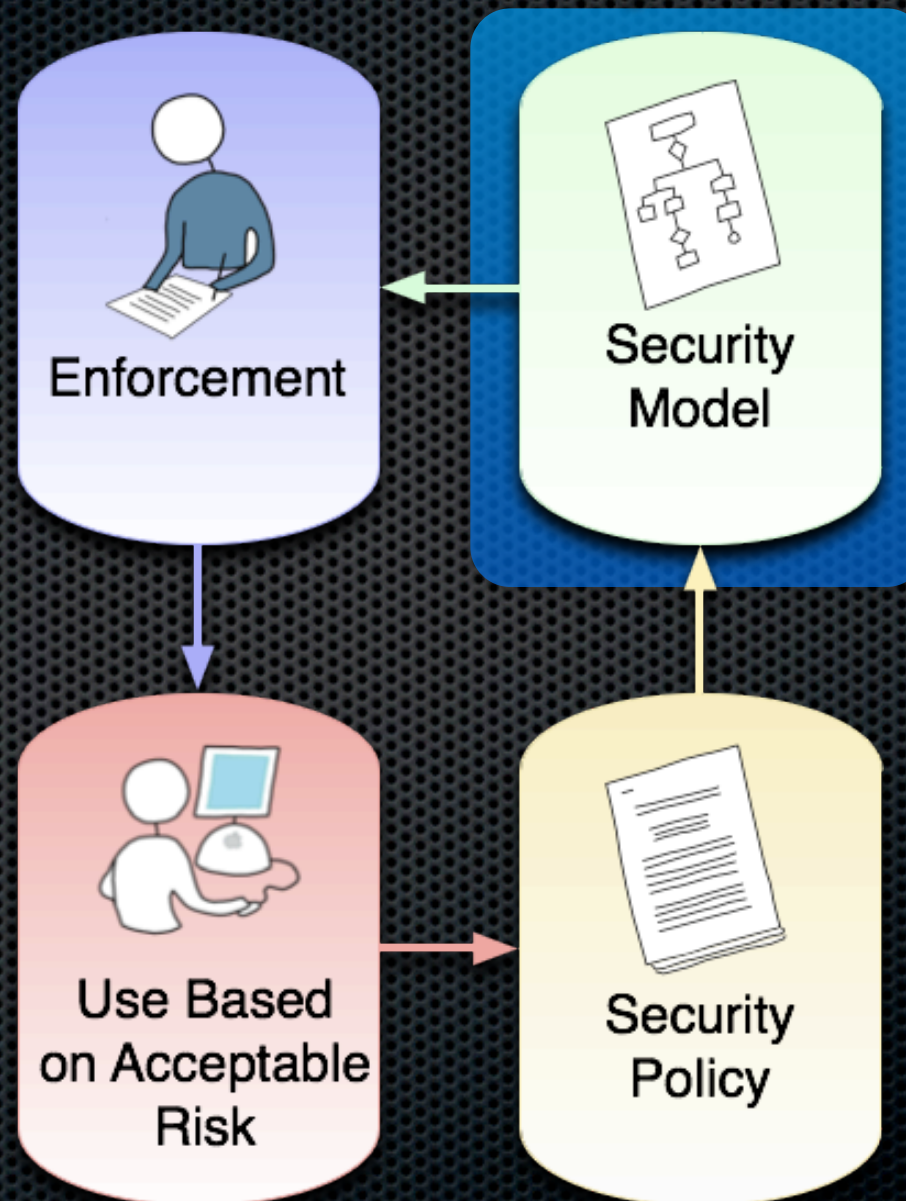 Enforcement
Security
Model
Use Based
on Acceptable
Risk
Security
Policy